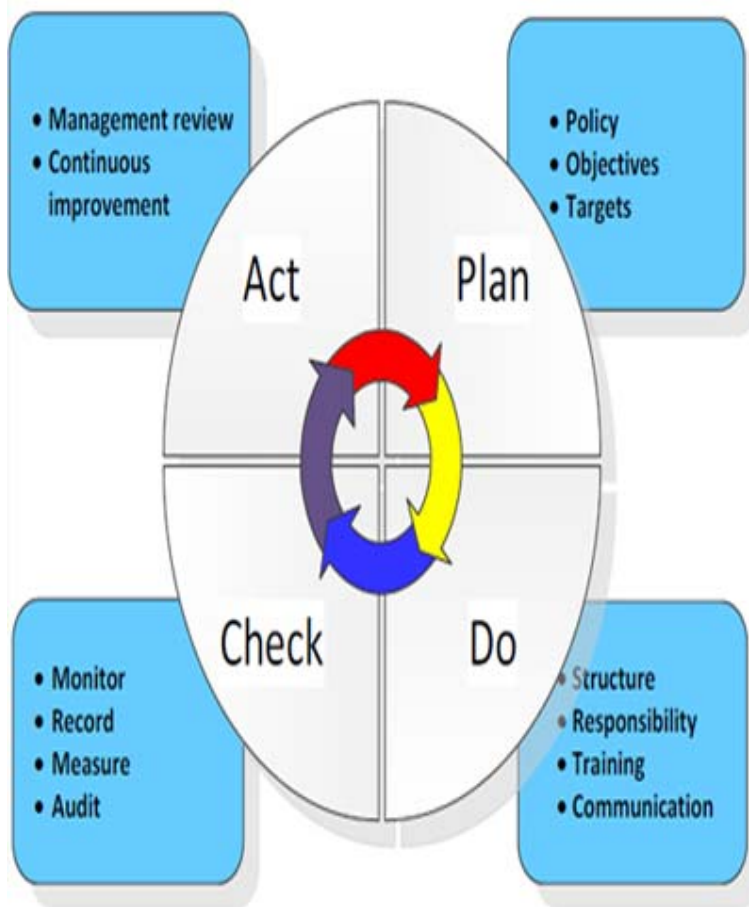 • Management review
• Continuous
improvement
• Policy
• Objectives
• Targets
Act
Plan
Check
Do
• Monitor
• Record
• Measure
• Audit
• Structure
• Responsibility
• Training
• Communication